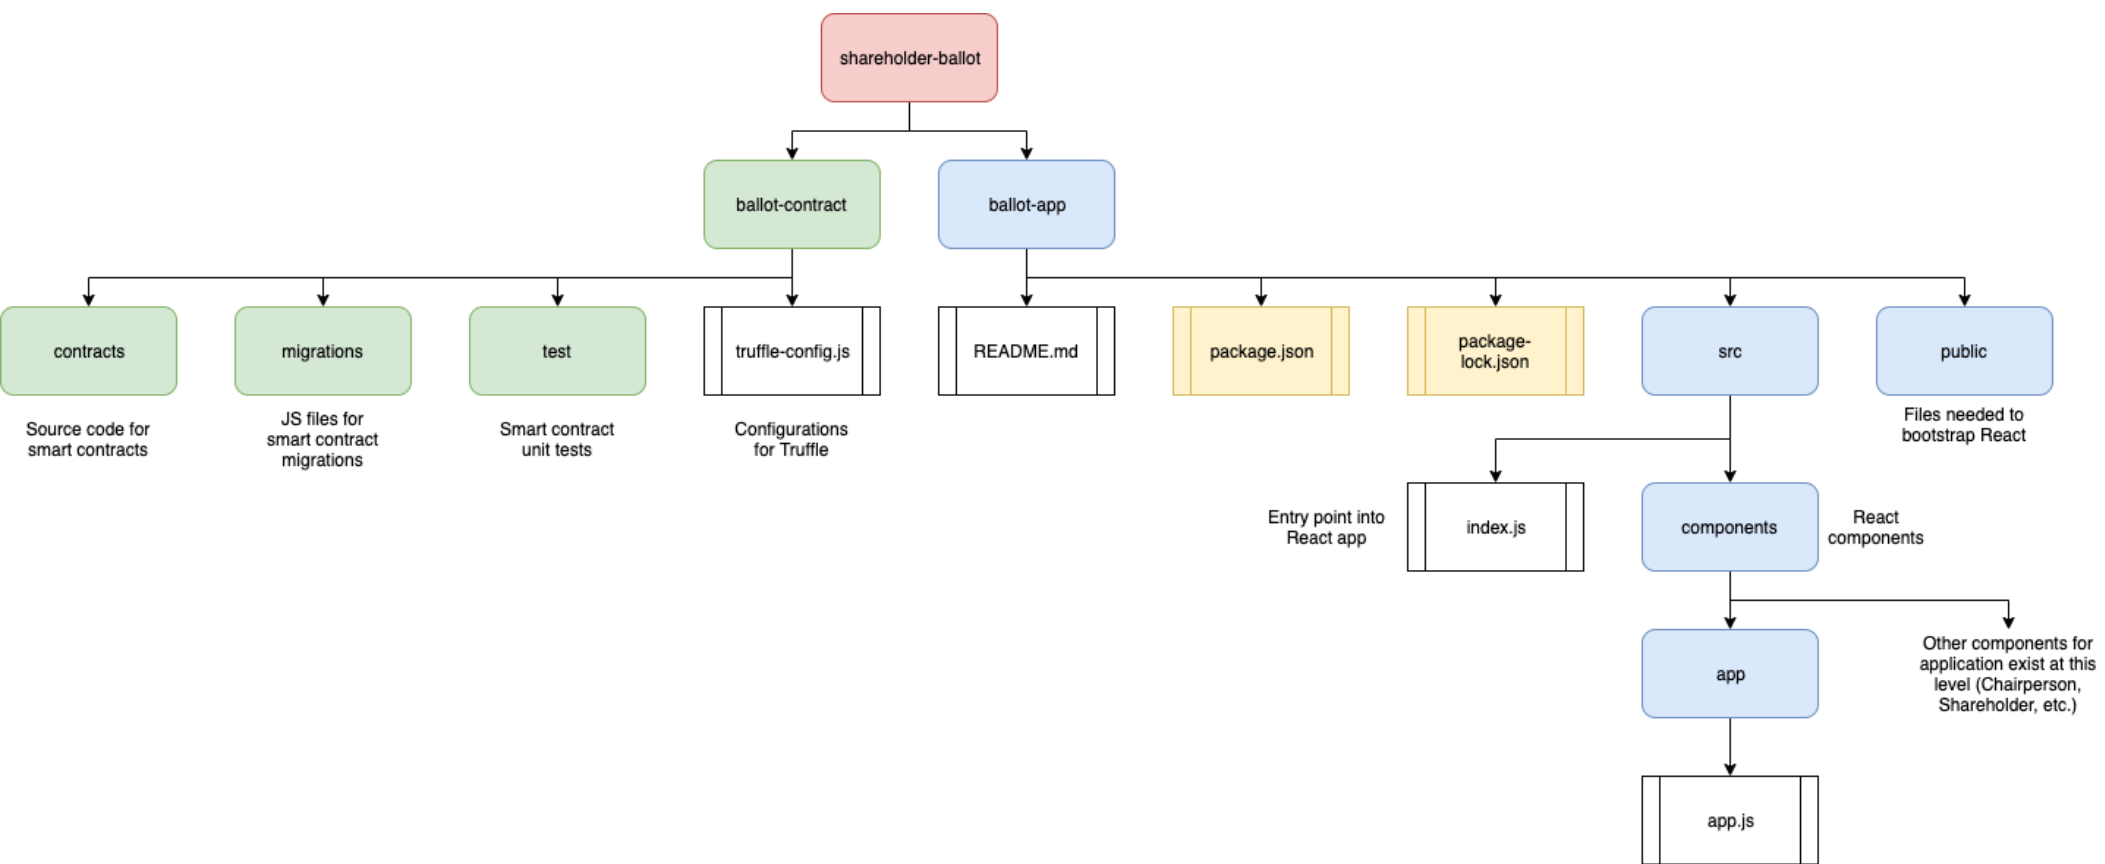 shareholder-ballot
ballot-contract
ballot-app
contracts
migrations
test
truffle-config.js
README.md
package.json
package-
lock.json
src
public
Source code for
smart contracts
JS files for
smart contract
migrations
Smart contract
unit tests
Configurations
for Truffle
Files needed to
bootstrap React
Entry point into
React app
index.js
components
React
components
app
Other components for
application exist at this
level (Chairperson,
Shareholder, etc.)
app.js